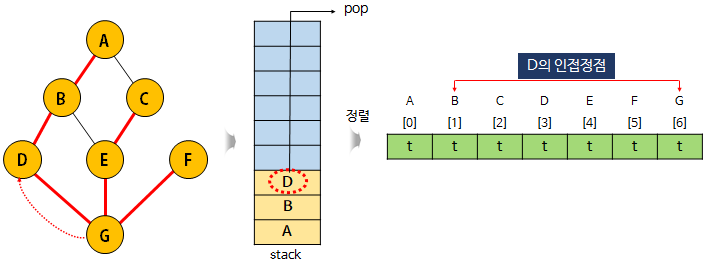 pop
A
B
C
D
E
F
G
D
B
A
stack
정렬
D의 인접정점
A B C D E F G
[0] [1] [2] [3] [4] [5] [6]
t t t t t t t